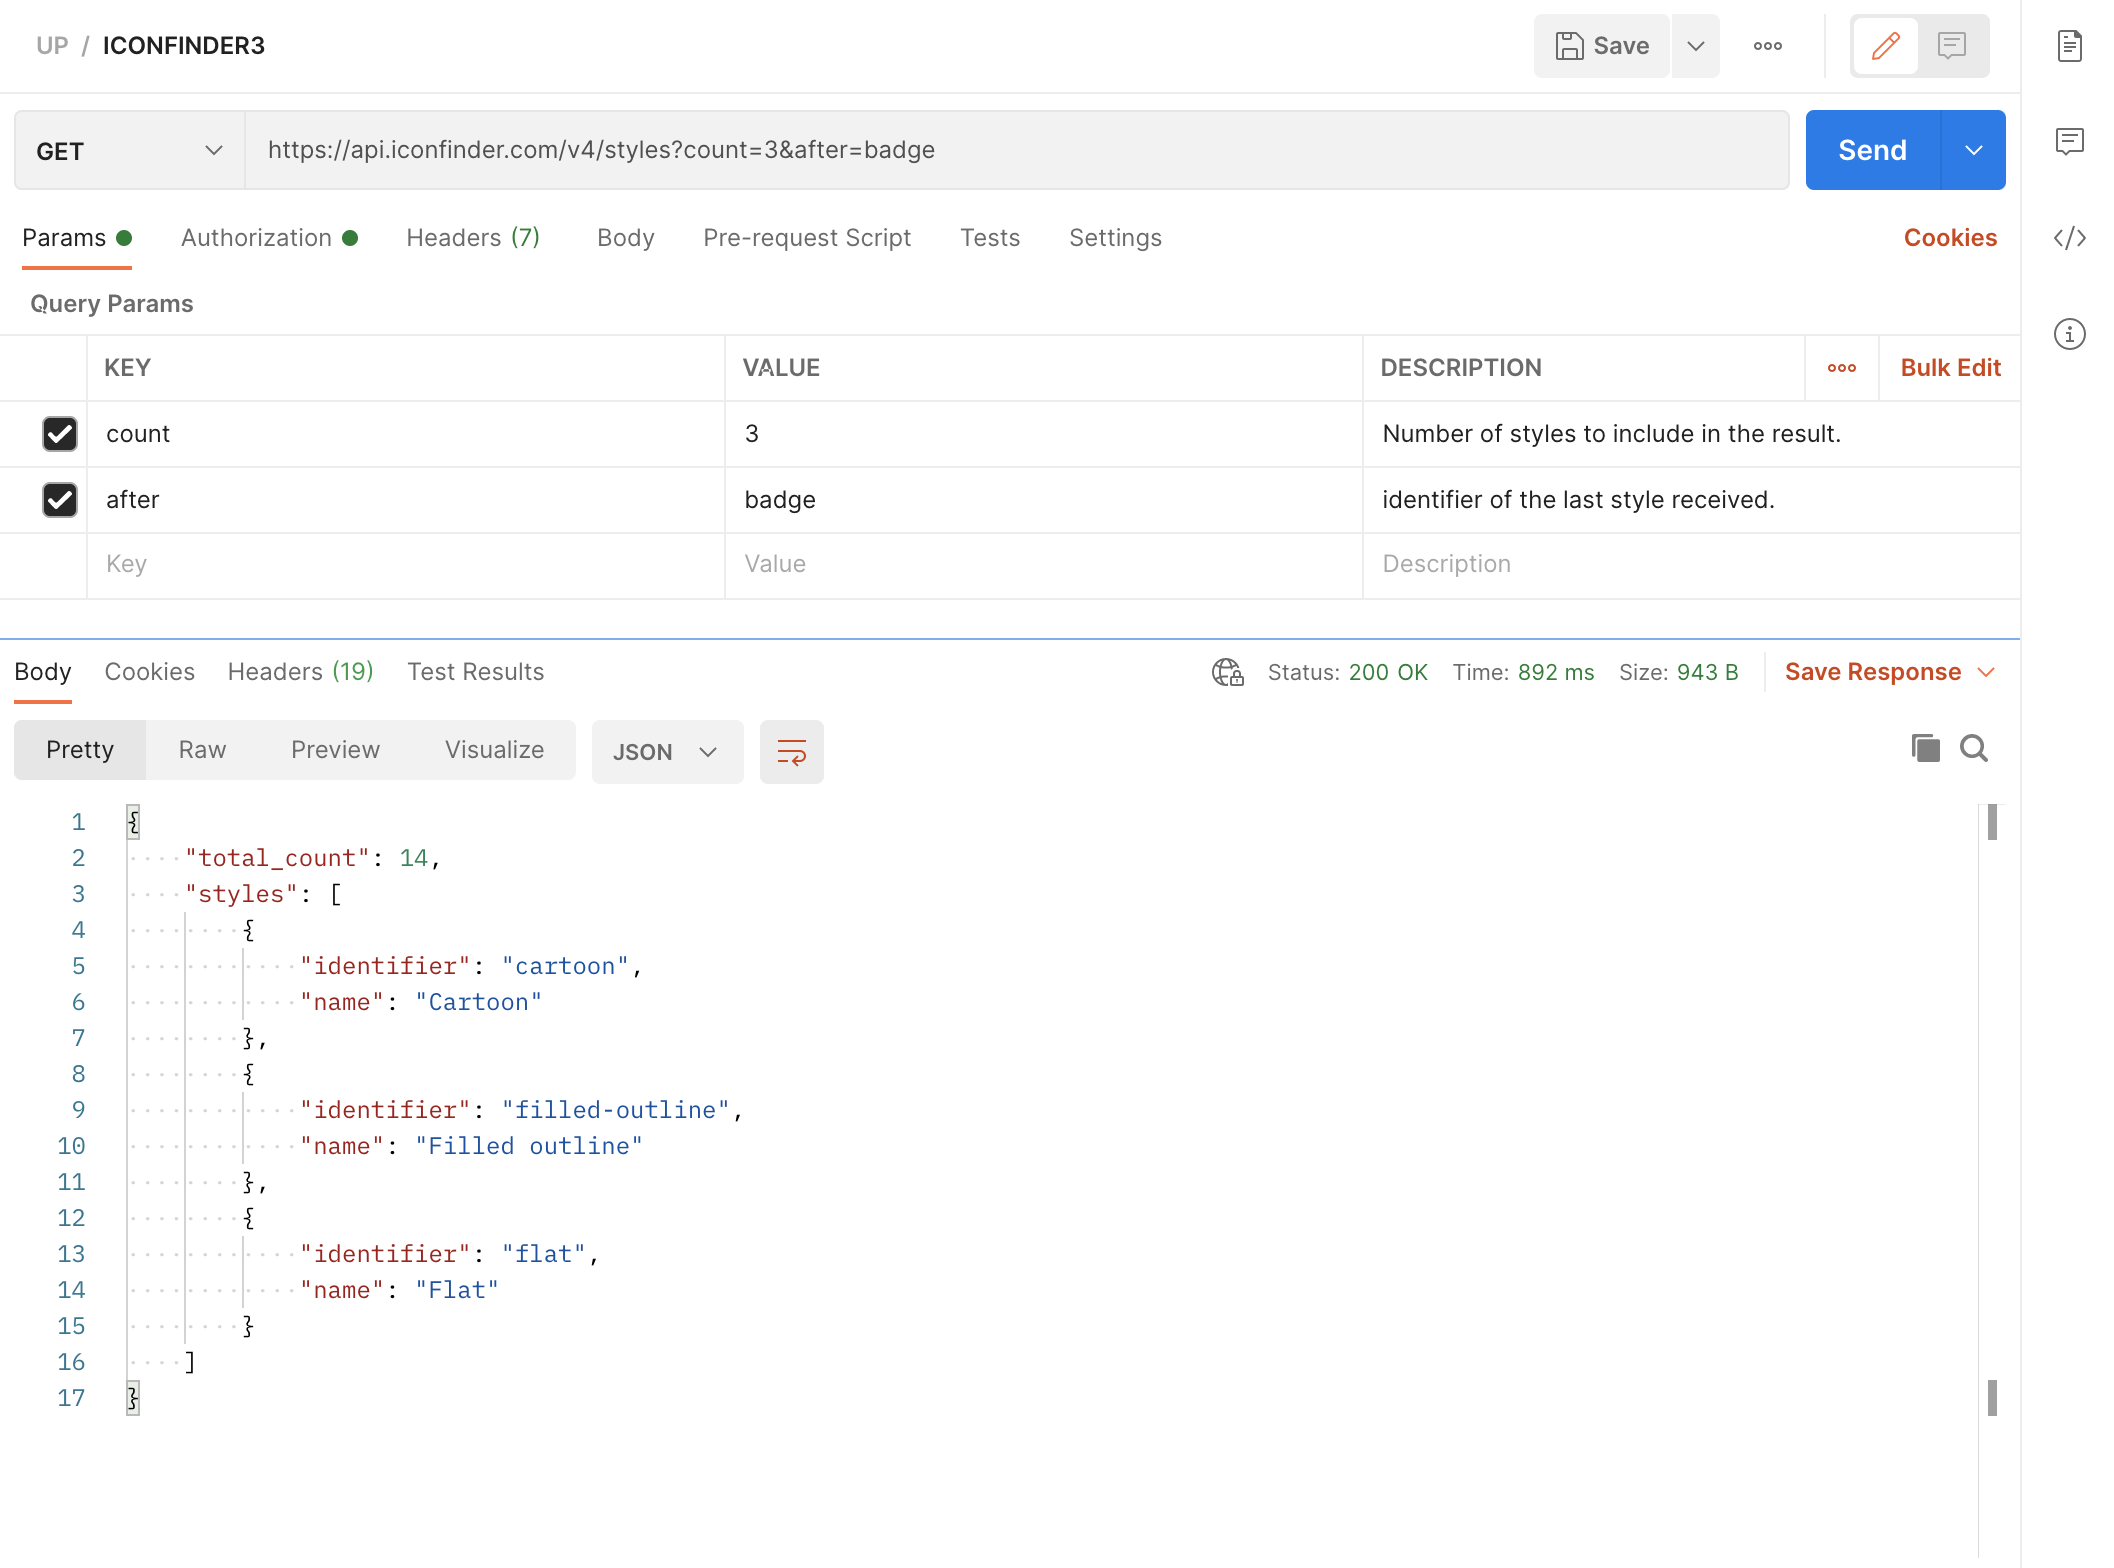 UP / ICONFINDER3
Save
GET https://api.iconfinder.com/v4/styles?count=3&after=badge Send
Params Authorization Headers (7) Body Pre-request Script Tests Settings Cookies
Query Params
KEY VALUE DESCRIPTION ooo Bulk Edit
count 3 Number of styles to include in the result.
after badge identifier of the last style received.
Key Value Description
Body Cookies Headers (19) Test Results Status: 200 OK Time: 892 ms Size: 943 B Save Response
Pretty Raw Preview Visualize JSON
1 {
2 "total_count": 14,
3 "styles": [
4 {
5 "identifier": "cartoon",
6 "name": "Cartoon"
7 },
8 {
9 "identifier": "filled-outline",
10 "name": "Filled outline"
11 },
12 {
13 "identifier": "flat",
14 "name": "Flat"
15 }
16 ]
17 }